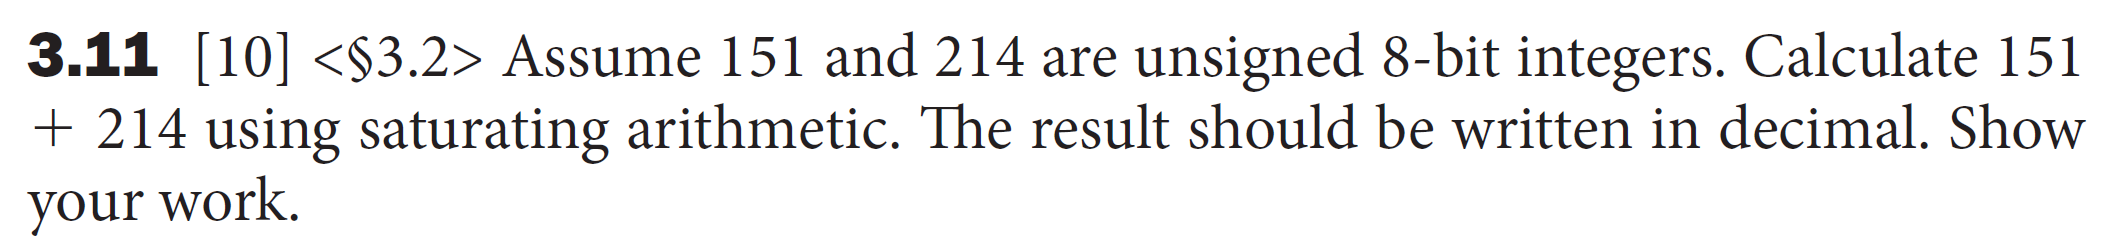 3.11 [10] <§3.2> Assume 151 and 214 are unsigned 8-bit integers. Calculate 151
+ 214 using saturating arithmetic. The result should be written in decimal. Show
your work.